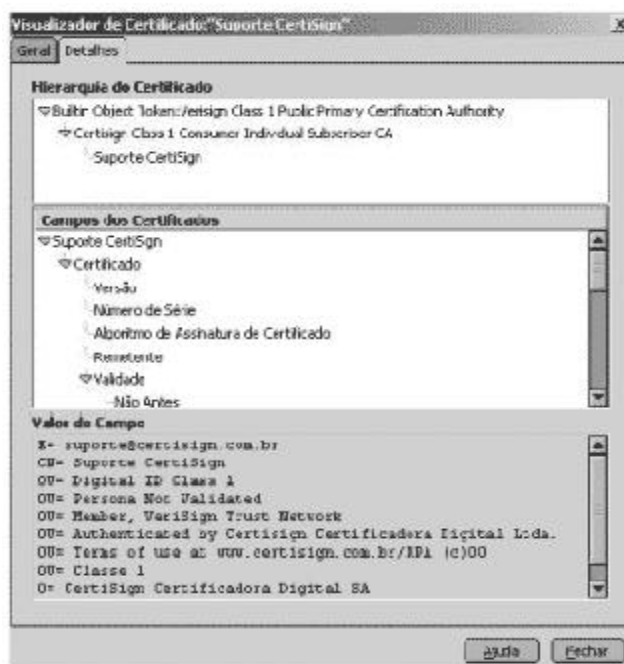 Visualizador de Certificado:"Suporte CertiSign"
Geral Detalhes
Hierarquia do Certificado
Builtin Object Token:Verisign Class 1 Public Primary Certification Authority
Certisign Class 1 Consumer Individual Subscriber CA
Suporte CertiSign
Campos dos Certificados
Suporte CertiSign
Certificado
Versão
Número de Série
Algoritmo de Assinatura de Certificado
Remetente
Validade
Não Antes
Valor do Campo
E= suporte@certisign.com.br
CN= Suporte CertiSign
OU= Digital ID Class 1
OU= Persona Not Validated
OU= Member, VeriSign Trust Network
OU= Authenticated by Certisign Certificadora Digital Ltda.
OU= Terms of use at www.certisign.com.br/RPA (c)00
OU= Classe 1
O= CertiSign Certificadora Digital SA
Ajuda Fechar